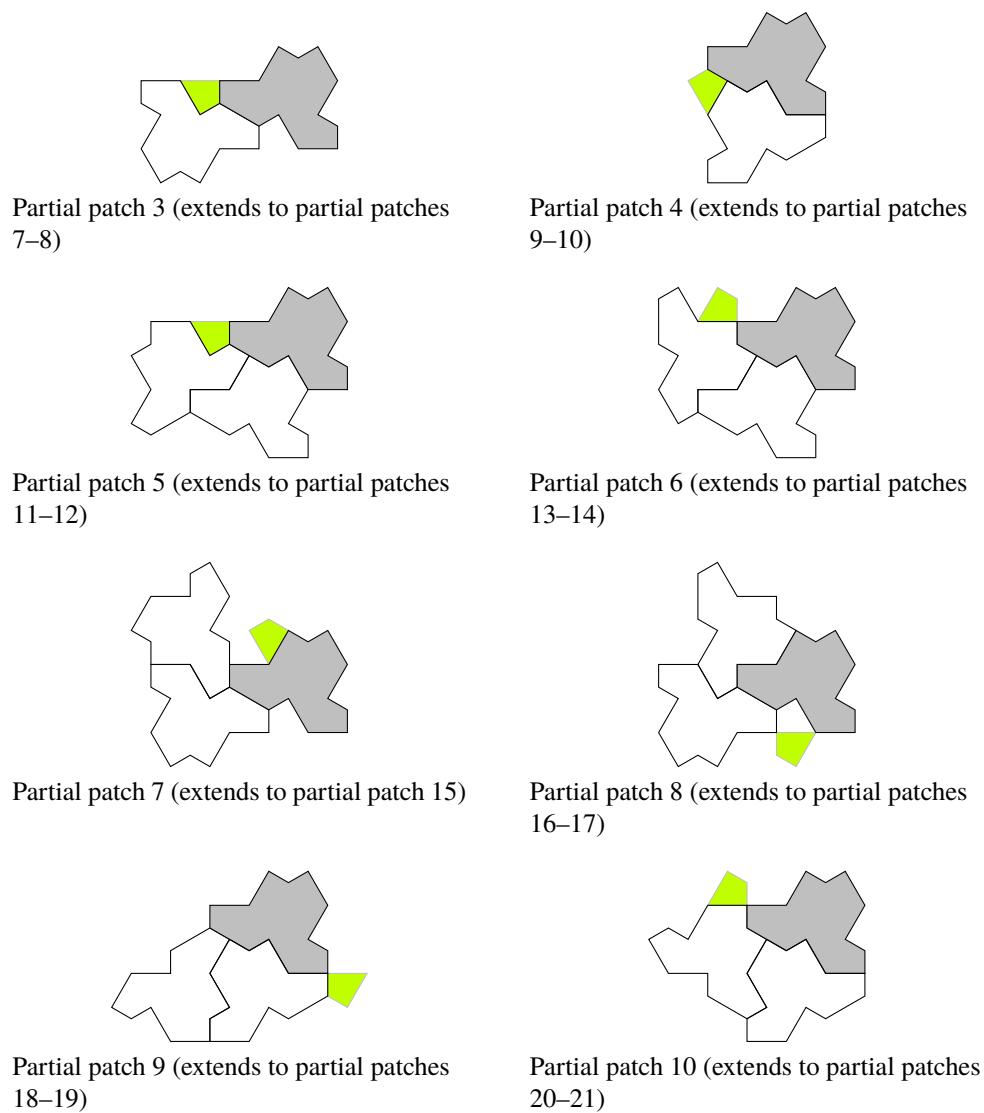 Partial patch 3 (extends to partial patches
7–8)
Partial patch 4 (extends to partial patches
9–10)
Partial patch 5 (extends to partial patches
11–12)
Partial patch 6 (extends to partial patches
13–14)
Partial patch 7 (extends to partial patch 15)
Partial patch 8 (extends to partial patches
16–17)
Partial patch 9 (extends to partial patches
18–19)
Partial patch 10 (extends to partial patches
20–21)